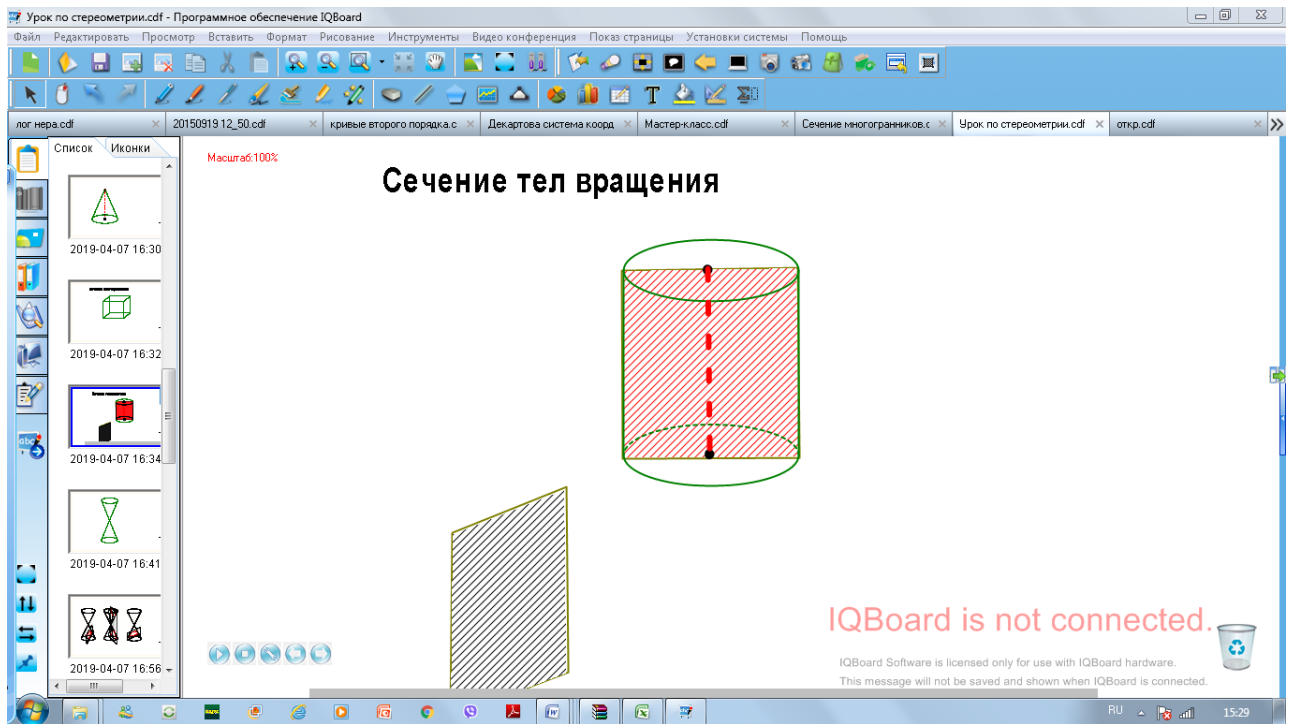 Урок по стереометрии.cdf - Программное обеспечение IQBoard
Файл Редактировать Просмотр Вставить Формат Рисование Инструменты Видео конференция Показ страницы Установки системы Помощь
лог нера.cdf 20150919 12_50.cdf кривые второго порядка.c Декартова система коорд Мастер-класс.cdf Сечение многогранников.c Урок по стереометрии.cdf откр.cdf
Список Иконки
Масштаб:100%
Сечение тел вращения
2019-04-07 16:30
2019-04-07 16:32
2019-04-07 16:34
2019-04-07 16:41
2019-04-07 16:56
IQBoard is not connected.
IQBoard Software is licensed only for use with IQBoard hardware.
This message will not be saved and shown when IQBoard is connected.
RU 15:29